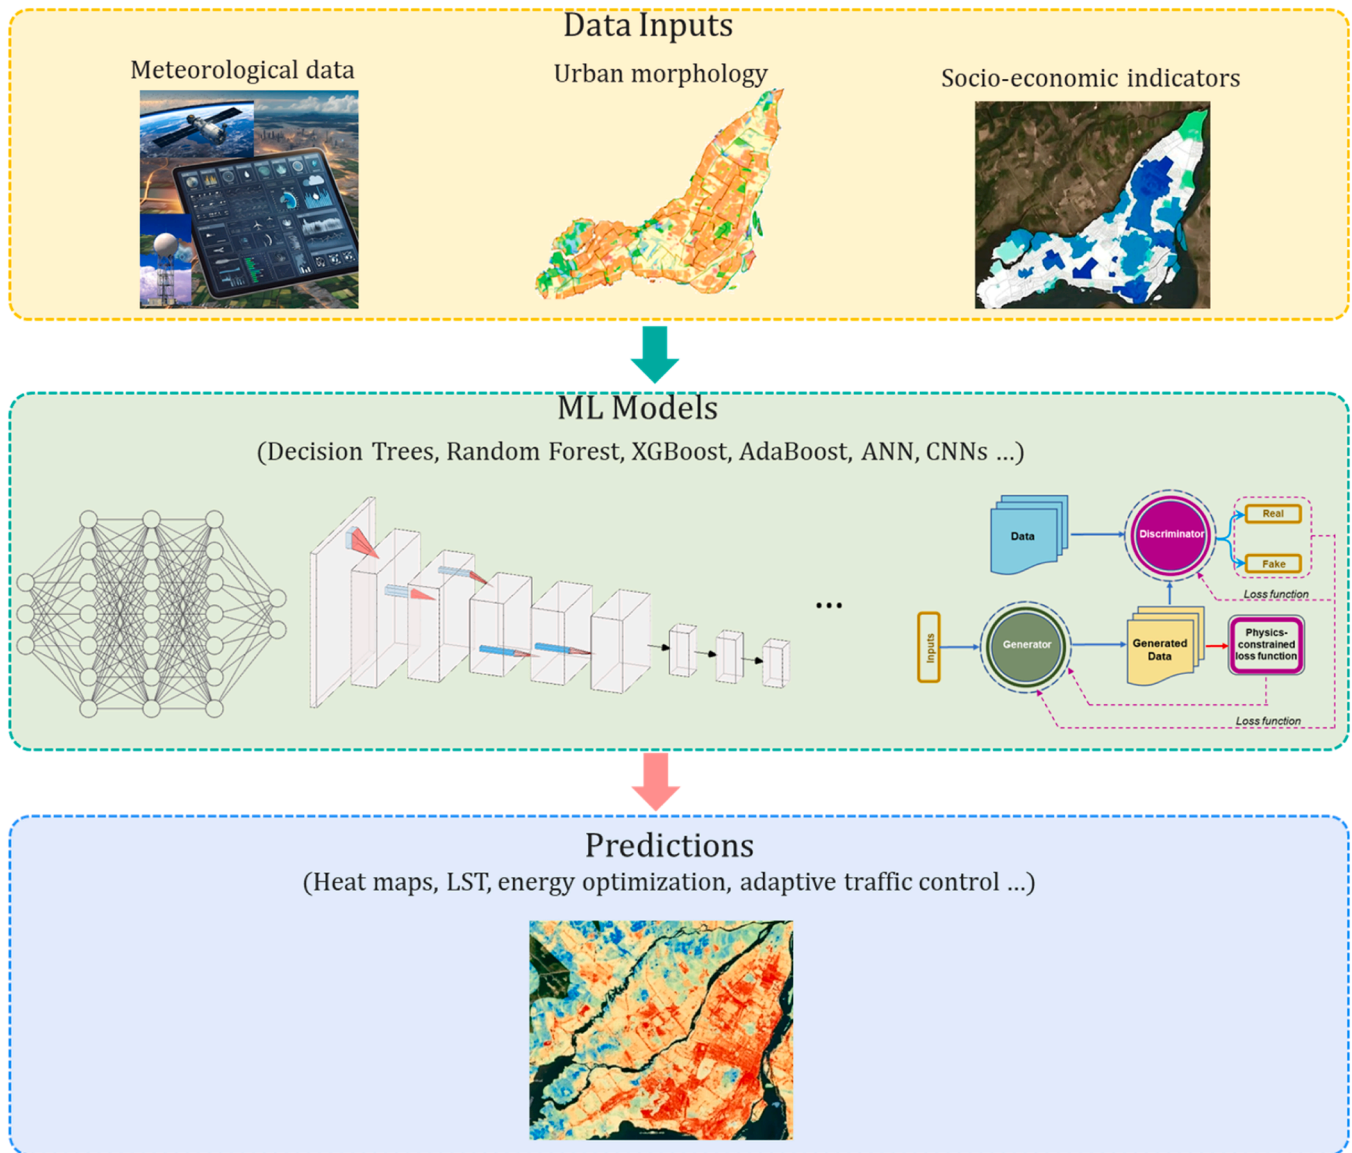 Data Inputs
Meteorological data
Urban morphology
Socio-economic indicators
ML Models
(Decision Trees, Random Forest, XGBoost, AdaBoost, ANN, CNNs ...)
Data
Discriminator
Real
Fake
Loss function
Inputs
Generator
Generated
Data
Physics-
constrained
loss function
Loss function
...
Predictions
(Heat maps, LST, energy optimization, adaptive traffic control ...)